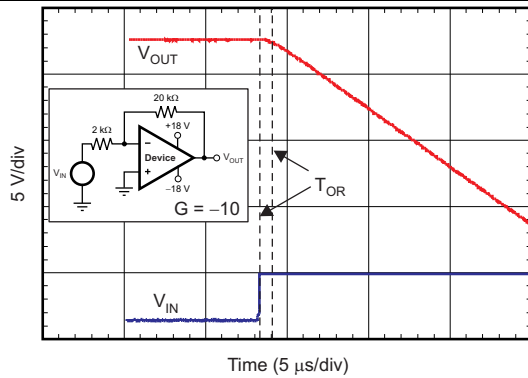 V_OUT
20 kΩ
+18 V
2 kΩ
−
Device
+
V_IN
V_OUT
−18 V
G = −10
T_OR
5 V/div
V_IN
Time (5 μs/div)